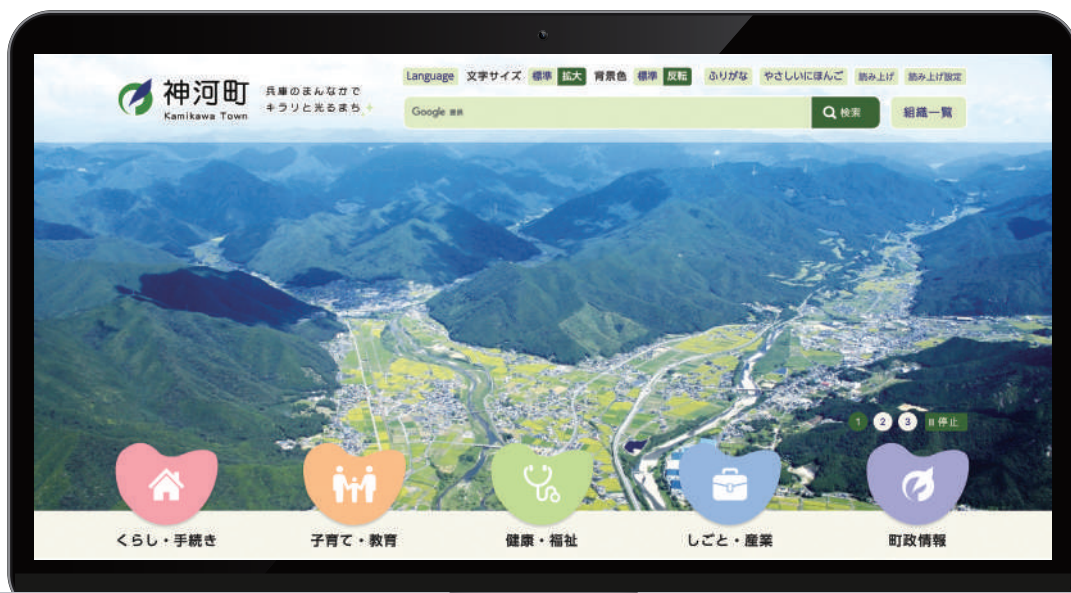 神河町
Kamikawa Town
兵庫のまんなかで
キラリと光るまち
Language 文字サイズ 標準 拡大 背景色 標準 反転 ふりがな やさしいにほんご 読み上げ 読み上げ設定
Google 提供 検索 組織一覧
1 2 3 停止
くらし・手続き 子育て・教育 健康・福祉 しごと・産業 町政情報